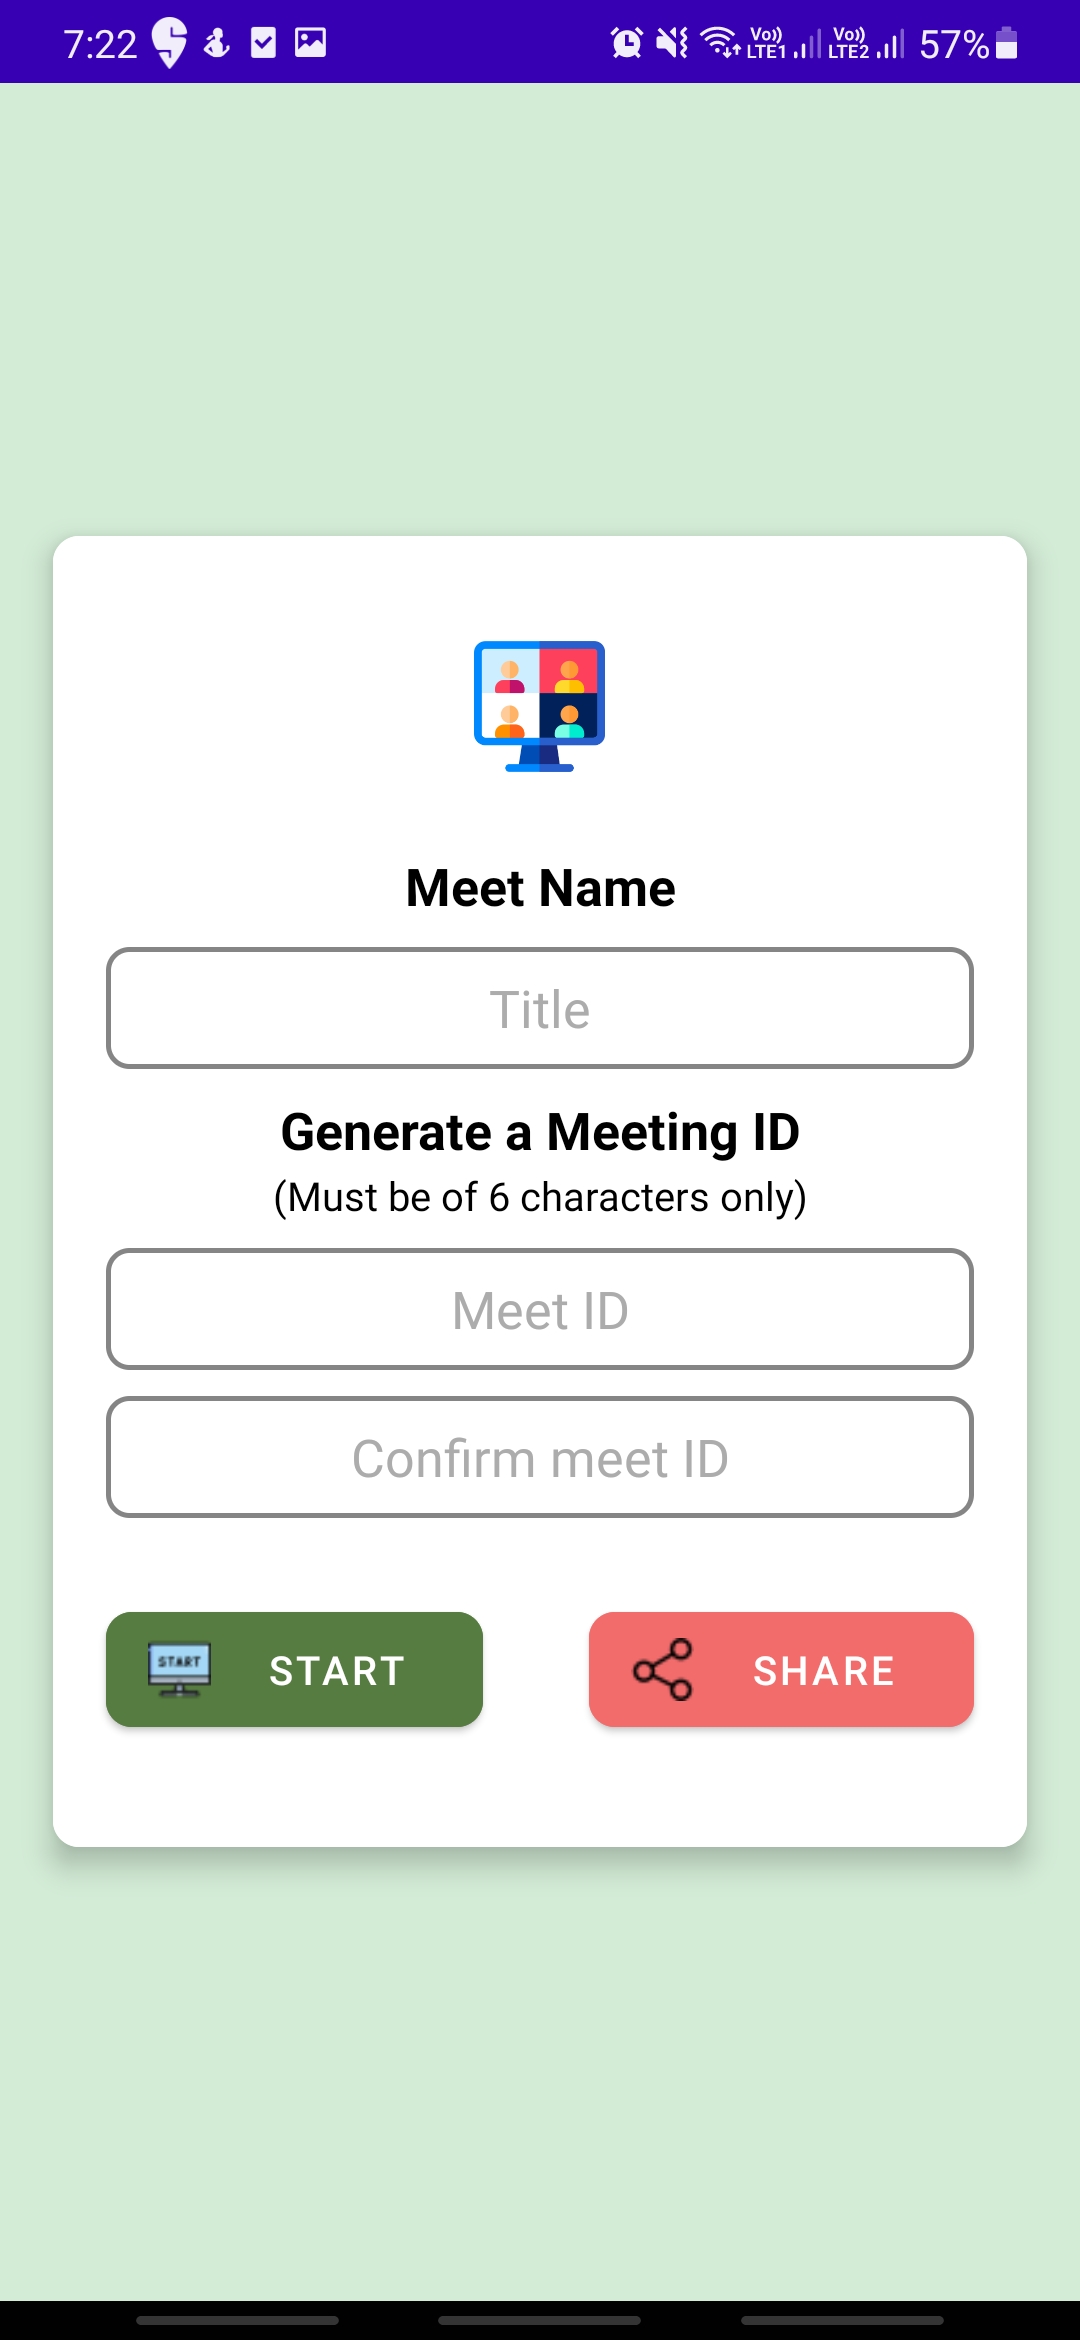 7:22 Vo)) LTE1 Vo)) LTE2 57%
Meet Name
Title
Generate a Meeting ID
(Must be of 6 characters only)
Meet ID
Confirm meet ID
START START SHARE